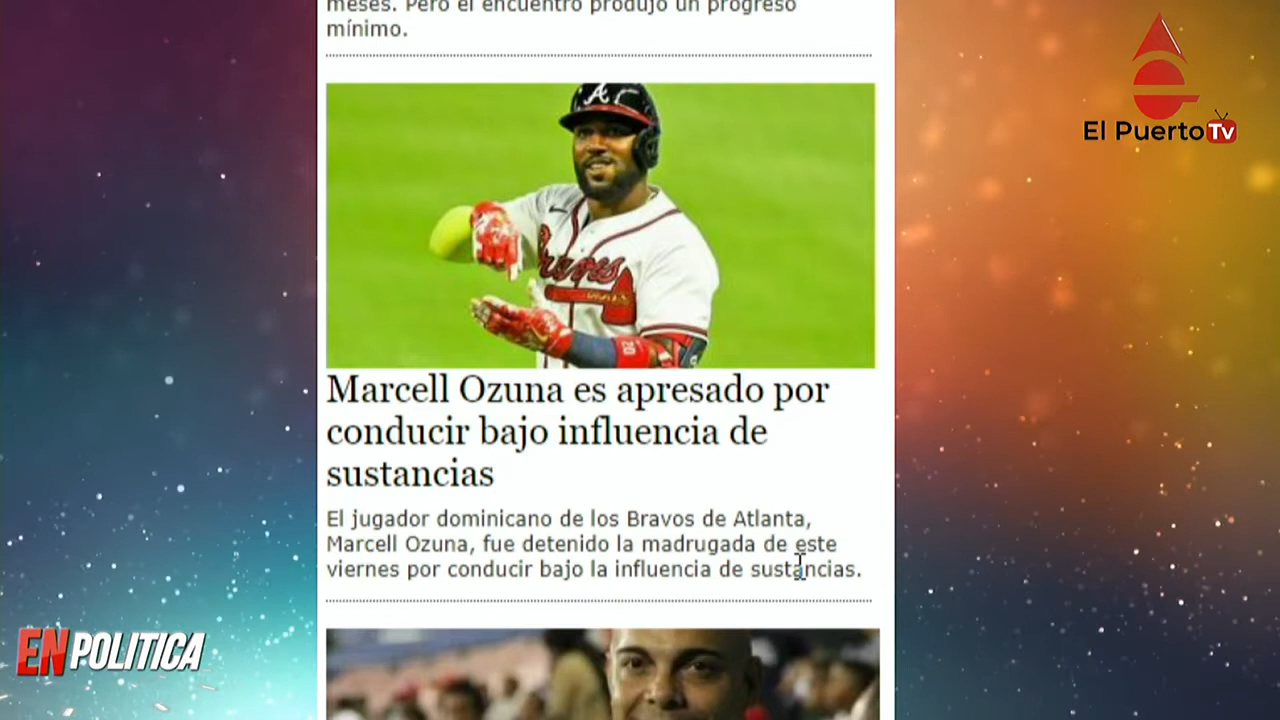 meses. Pero el encuentro produjo un progreso
mínimo.
El Puerto Tv
A
Braves
20
Marcell Ozuna es apresado por
conducir bajo influencia de
sustancias
El jugador dominicano de los Bravos de Atlanta,
Marcell Ozuna, fue detenido la madrugada de este
viernes por conducir bajo la influencia de sustancias.
EN POLITICA